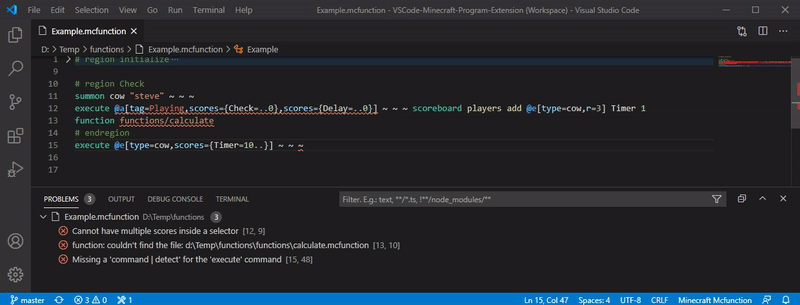 File Edit Selection View Go Run Terminal Help Example.mcfunction - VSCode-Minecraft-Program-Extension (Workspace) - Visual Studio Code
Example.mcfunction
D: > Temp > functions > Example.mcfunction > Example
1 # region initialize ...
9
10 # region Check
11 summon cow "steve" ~ ~ ~
12 execute @a[tag=Playing,scores={Check=..0},scores={Delay=..0}] ~ ~ ~ scoreboard players add @e[type=cow,r=3] Timer 1
13 function functions/calculate
14 # endregion
15 execute @e[type=cow,scores={Timer=10..}] ~ ~ ~
16
17
PROBLEMS 3 OUTPUT DEBUG CONSOLE TERMINAL Filter. E.g.: text, **/*.ts, !**/node_modules/**
Example.mcfunction D:\Temp\functions 3
Cannot have multiple scores inside a selector [12, 9]
function: couldn't find the file: d:\Temp\functions\functions\calculate.mcfunction [13, 10]
Missing a 'command | detect' for the 'execute' command [15, 48]
master 3 0 1 Ln 15, Col 47 Spaces: 4 UTF-8 CRLF Minecraft Mcfunction